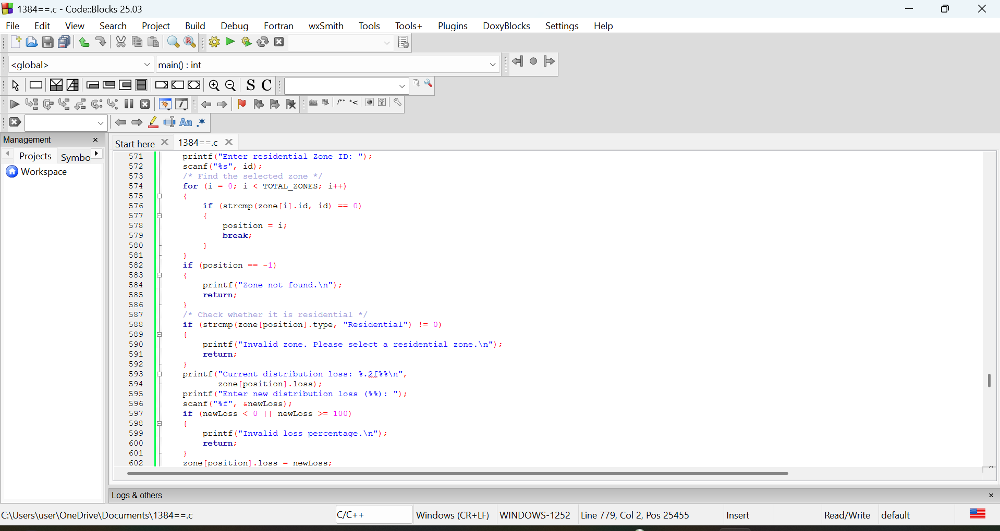 1384==.c - Code::Blocks 25.03
File Edit View Search Project Build Debug Fortran wxSmith Tools Tools+ Plugins DoxyBlocks Settings Help
<global> main() : int
S C
/** *<
Aa .*
Management
Start here 1384==.c
Projects Symbo
Workspace
571 printf("Enter residential Zone ID: ");
572 scanf("%s", id);
573 /* Find the selected zone */
574 for (i = 0; i < TOTAL_ZONES; i++)
575 {
576 if (strcmp(zone[i].id, id) == 0)
577 {
578 position = i;
579 break;
580 }
581 }
582 if (position == -1)
583 {
584 printf("Zone not found.\n");
585 return;
586 }
587 /* Check whether it is residential */
588 if (strcmp(zone[position].type, "Residential") != 0)
589 {
590 printf("Invalid zone. Please select a residential zone.\n");
591 return;
592 }
593 printf("Current distribution loss: %.2f%%\n",
594 zone[position].loss);
595 printf("Enter new distribution loss (%%): ");
596 scanf("%f", &newLoss);
597 if (newLoss < 0 || newLoss >= 100)
598 {
599 printf("Invalid loss percentage.\n");
600 return;
601 }
602 zone[position].loss = newLoss;
Logs & others
C:\Users\user\OneDrive\Documents\1384==.c C/C++ Windows (CR+LF) WINDOWS-1252 Line 779, Col 2, Pos 25455 Insert Read/Write default